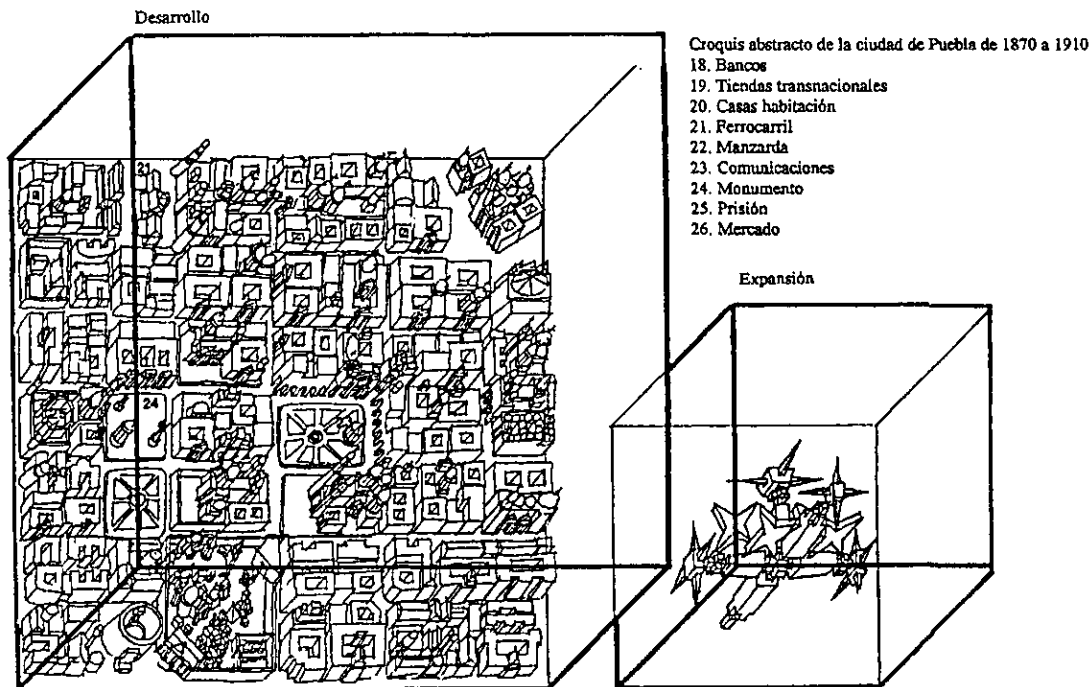 Desarrollo
Croquis abstracto de la ciudad de Puebla de 1870 a 1910
18. Bancos
19. Tiendas transnacionales
20. Casas habitación
21. Ferrocarril
22. Manzarda
23. Comunicaciones
24. Monumento
25. Prisión
26. Mercado
Expansión
21
24
25